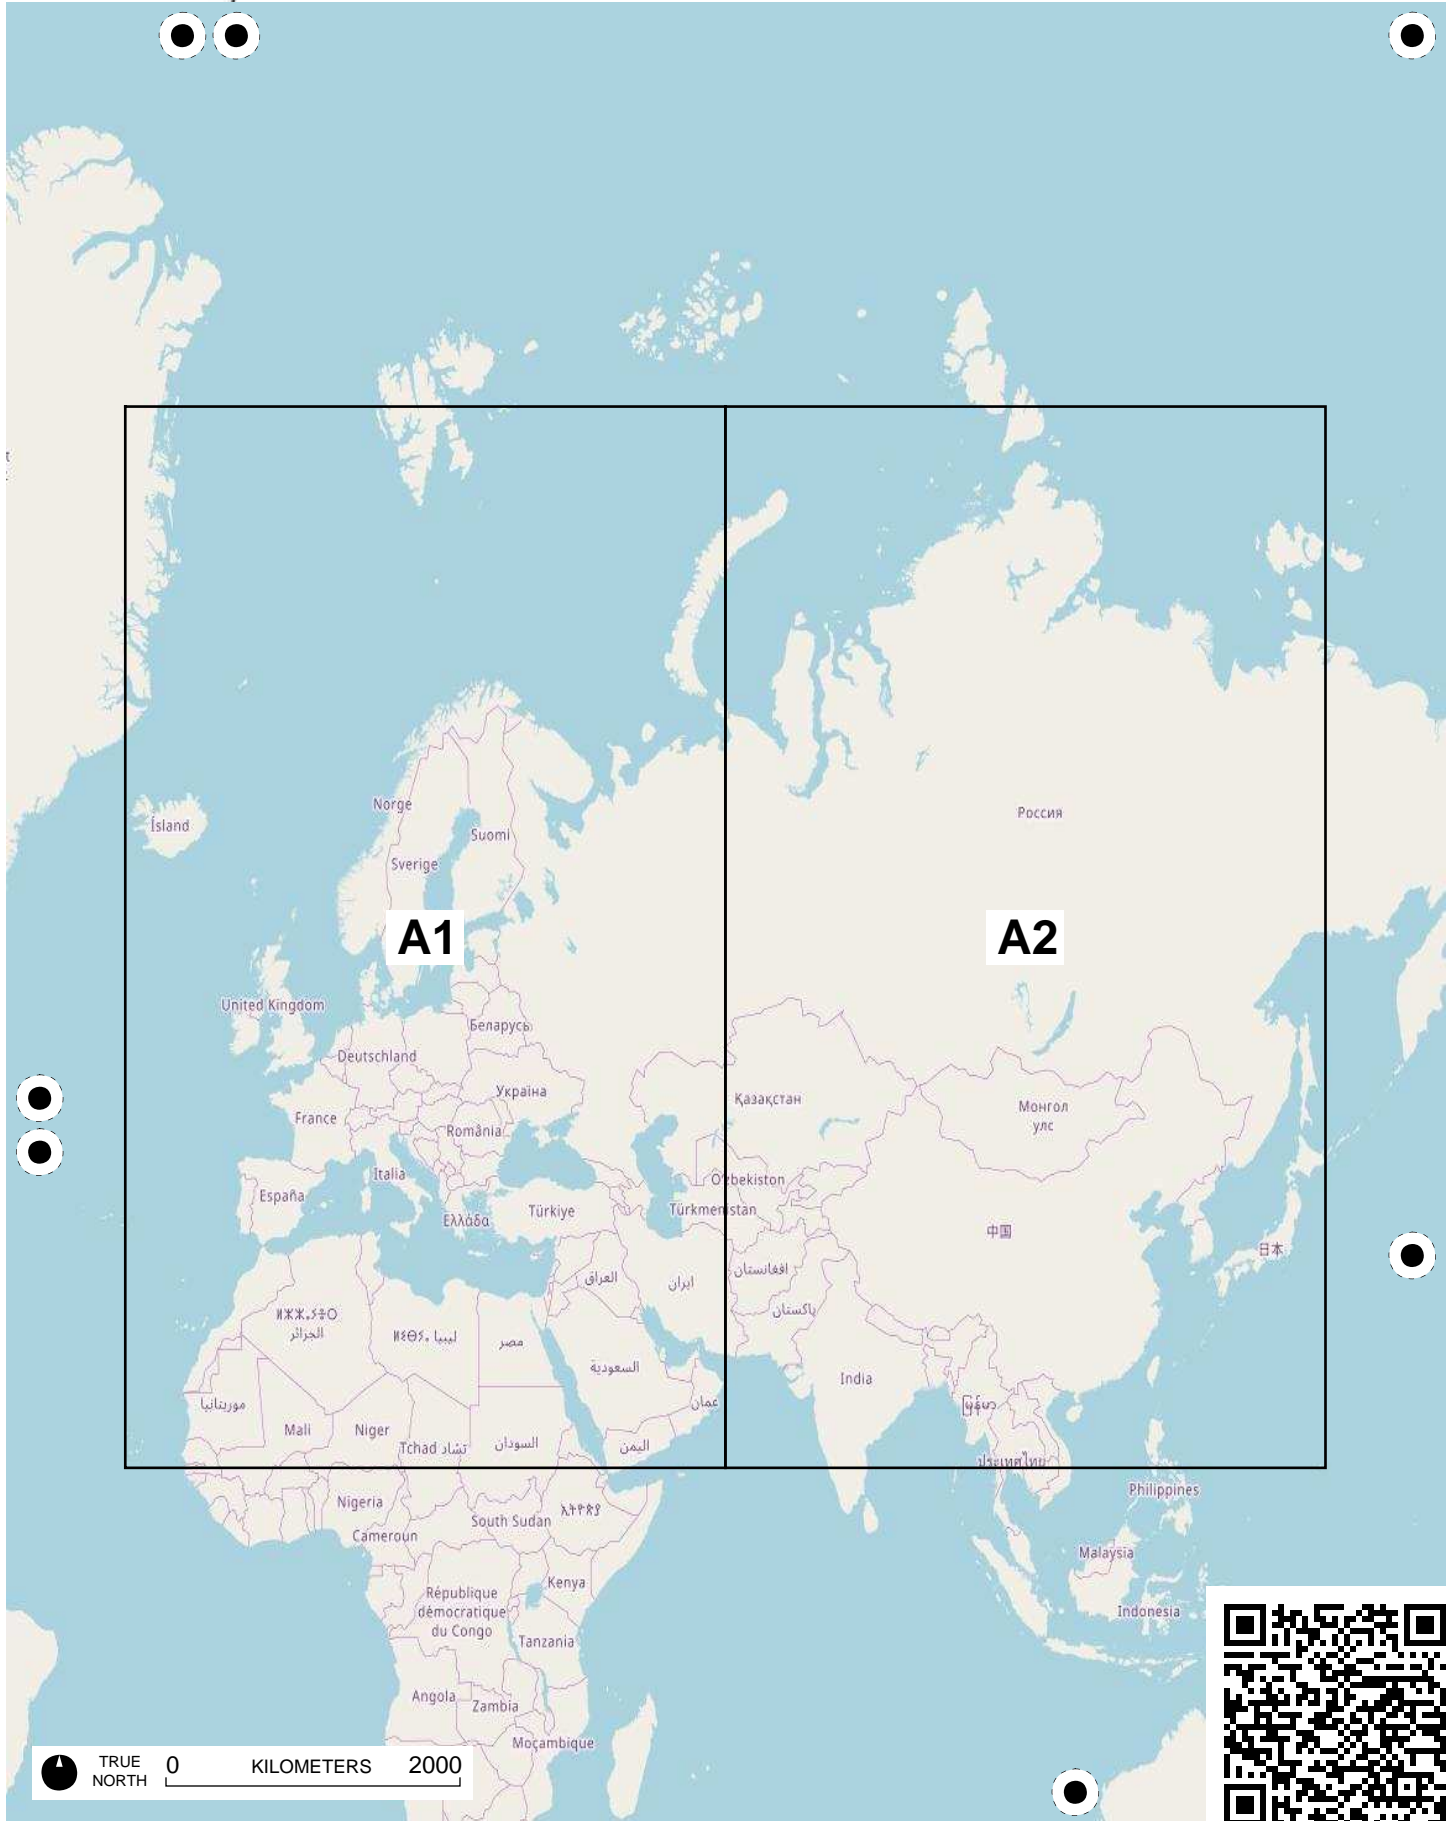 Norge
Ísland
Suomi
Sverige
Россия
A1
A2
United Kingdom
Беларусь
Deutschland
Україна
Қазақстан
France
Монгол
улс
România
Italia
Oʻzbekiston
España
Türkiye
Türkmenistan
Ελλάδα
中国
日本
العراق
ايران
افغانستان
پاکستان
ⵍⵣⵣⴰⵢⴻⵔ
الجزائر
ⵍⵉⴱⵢⴰ ليبيا
مصر
السعودية
India
موريتانيا
عمان
မြန်မာ
Mali
Niger
Tchad تشاد
السودان
اليمن
ประเทศไทย
Philippines
Nigeria
South Sudan
ኢትዮጵያ
Cameroun
Malaysia
Kenya
République
démocratique
du Congo
Indonesia
Tanzania
Angola
Zambia
Moçambique
TRUE
NORTH
0 KILOMETERS 2000